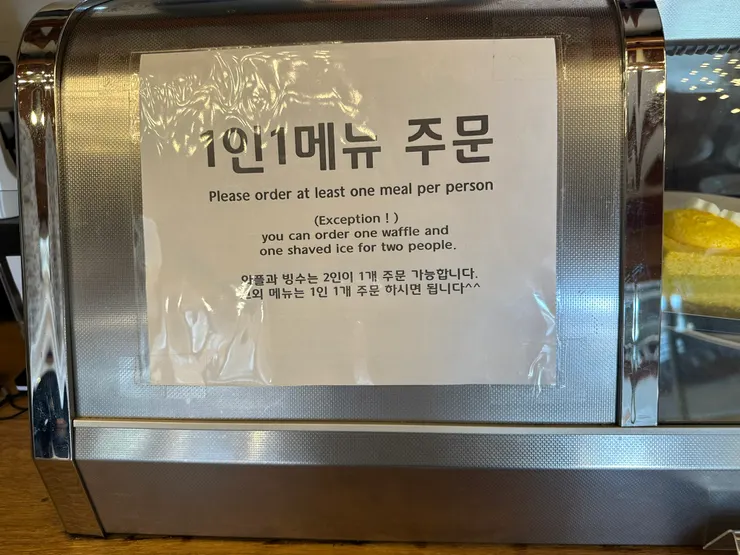 1인1메뉴 주문
Please order at least one meal per person
(Exception ! )
you can order one waffle and
one shaved ice for two people.
와플과 빙수는 2인이 1개 주문 가능합니다.
메뉴는 1인 1개 주문 하시면 됩니다^^